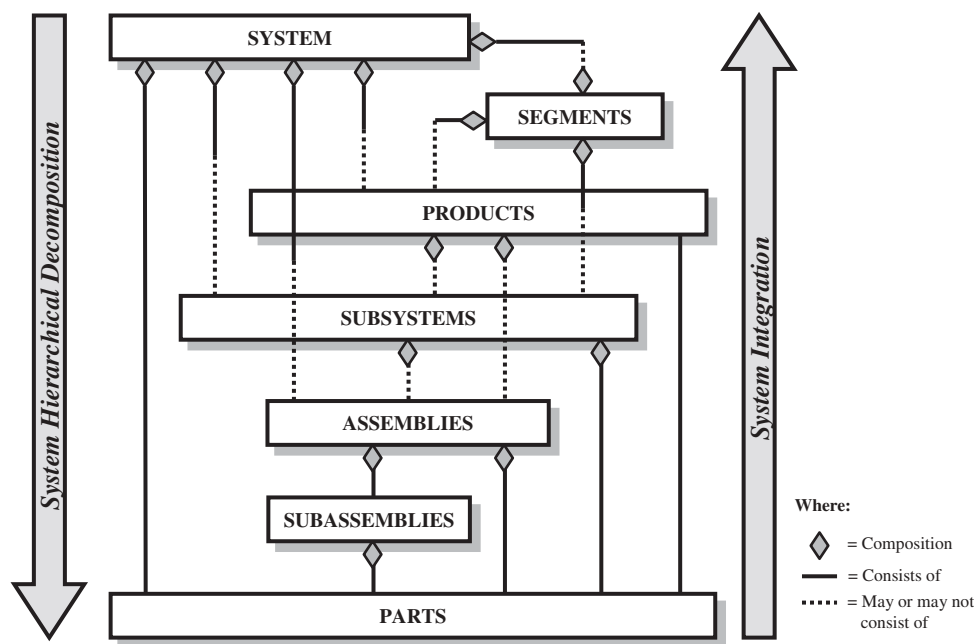 System Hierarchical Decomposition
SYSTEM
SEGMENTS
PRODUCTS
SUBSYSTEMS
ASSEMBLIES
SUBASSEMBLIES
PARTS
System Integration
Where:
= Composition
= Consists of
= May or may not
consist of